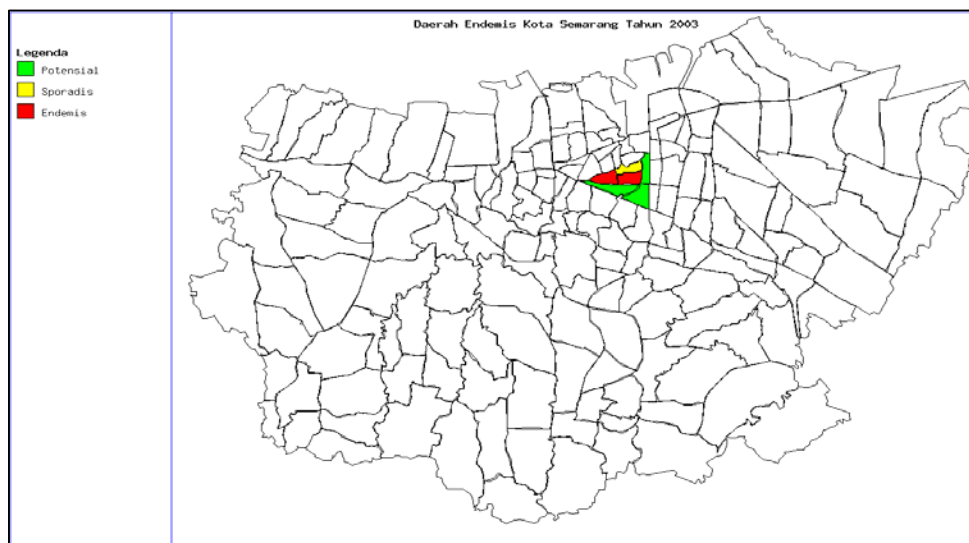 Daerah Endemis Kota Semarang Tahun 2003
Legenda
Potensial
Sporadis
Endemis